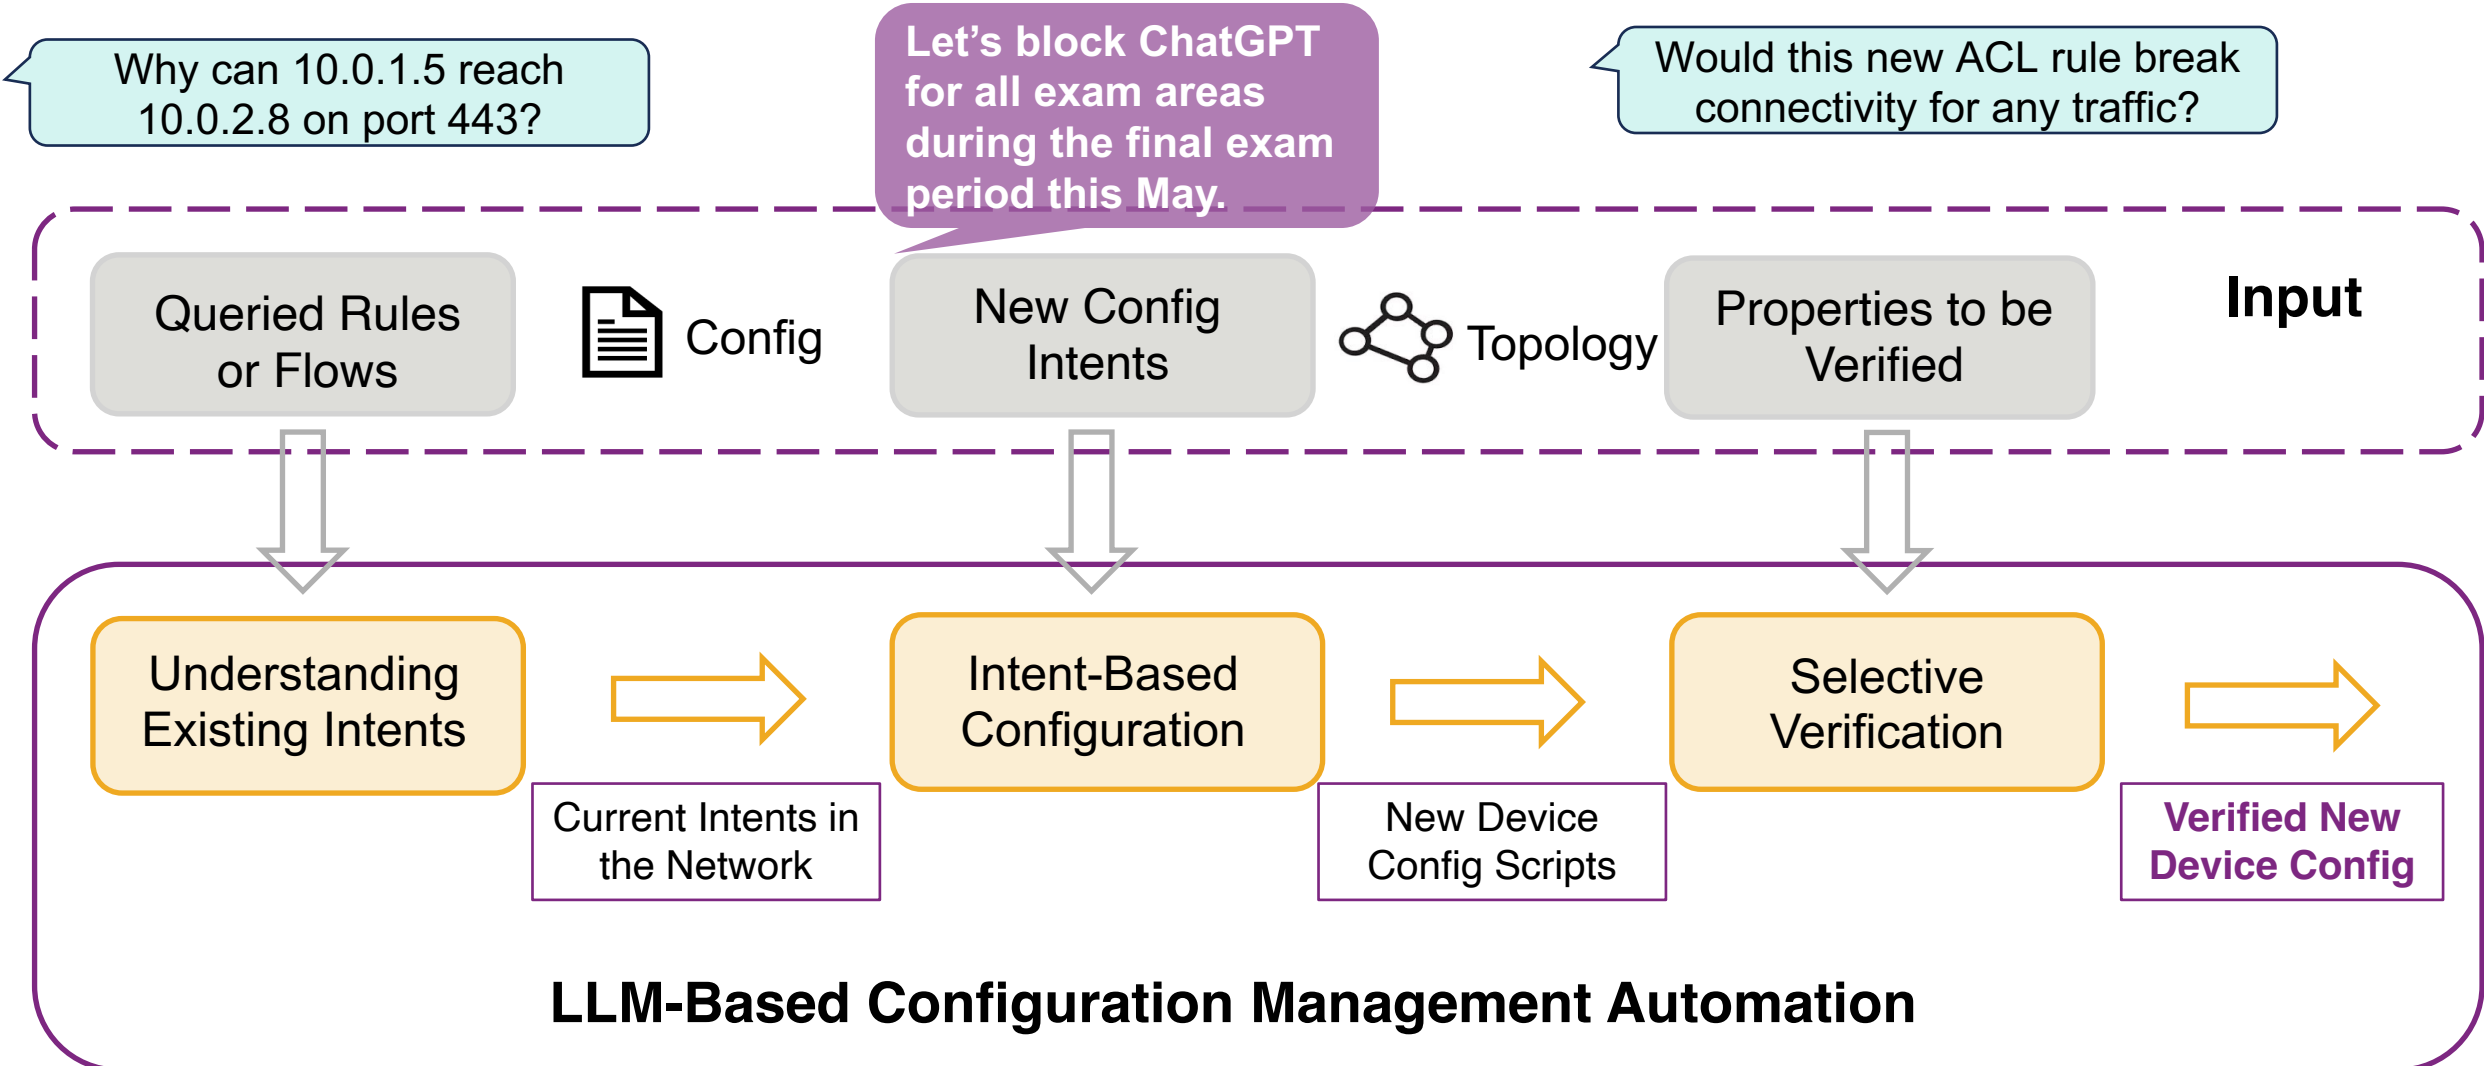 Why can 10.0.1.5 reach
10.0.2.8 on port 443?
Let's block ChatGPT
for all exam areas
during the final exam
period this May.
Would this new ACL rule break
connectivity for any traffic?
Queried Rules
or Flows
Config
New Config
Intents
Topology
Properties to be
Verified
Input
Understanding
Existing Intents
Intent-Based
Configuration
Selective
Verification
Current Intents in
the Network
New Device
Config Scripts
Verified New
Device Config
LLM-Based Configuration Management Automation